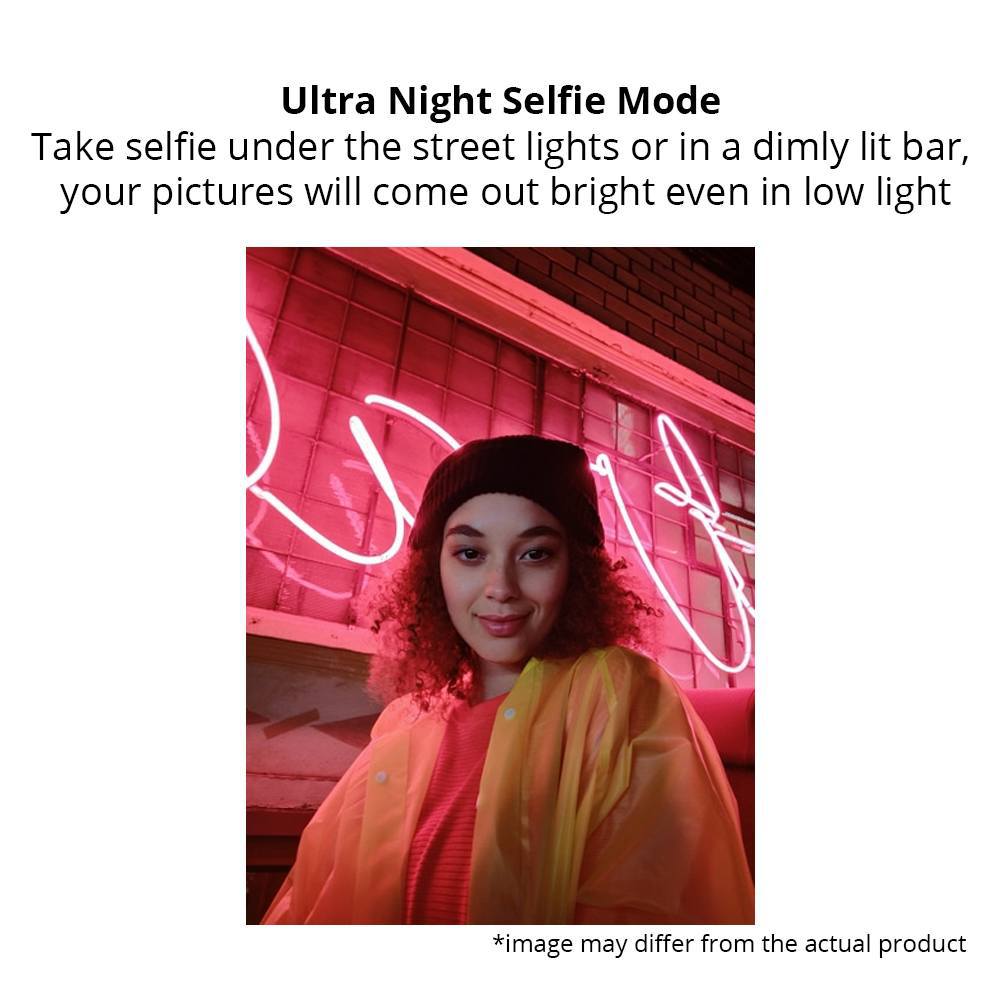 Ultra Night Selfie Mode
Take selfie under the street lights or in a dimly lit bar,
your pictures will come out bright even in low light
*image may differ from the actual product